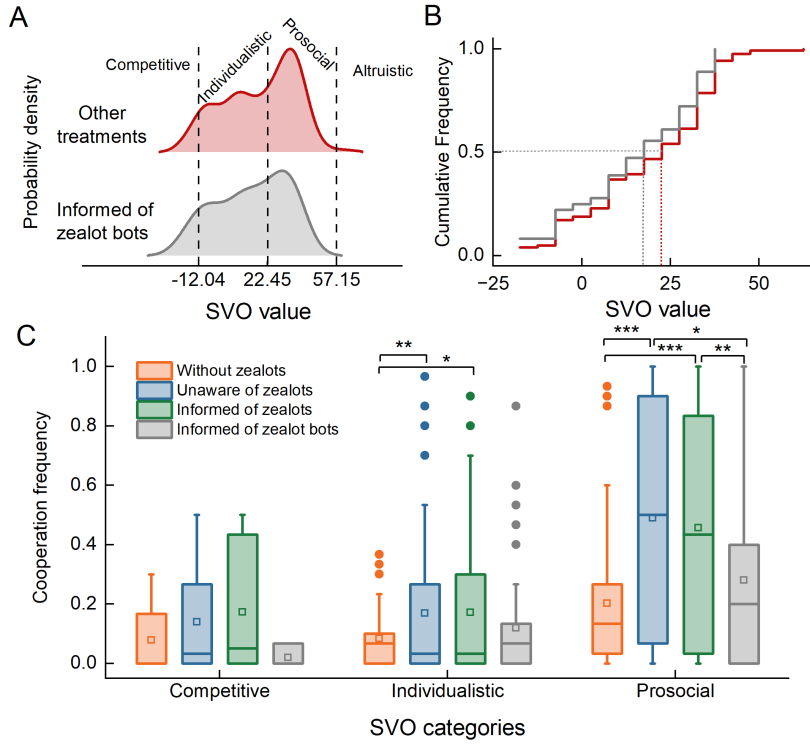 A
Probability density
Competitive
Individualistic
Prosocial
Altruistic
Other
treatments
Informed of
zealot bots
-12.04 22.45 57.15
SVO value
B
Cumulative Frequency
1.0
0.5
0.0
−25 0 25 50
SVO value
C
Cooperation frequency
1.0
0.8
0.6
0.4
0.2
0.0
Without zealots
Unaware of zealots
Informed of zealots
Informed of zealot bots
** 
*
*** *
*** **
Competitive Individualistic Prosocial
SVO categories